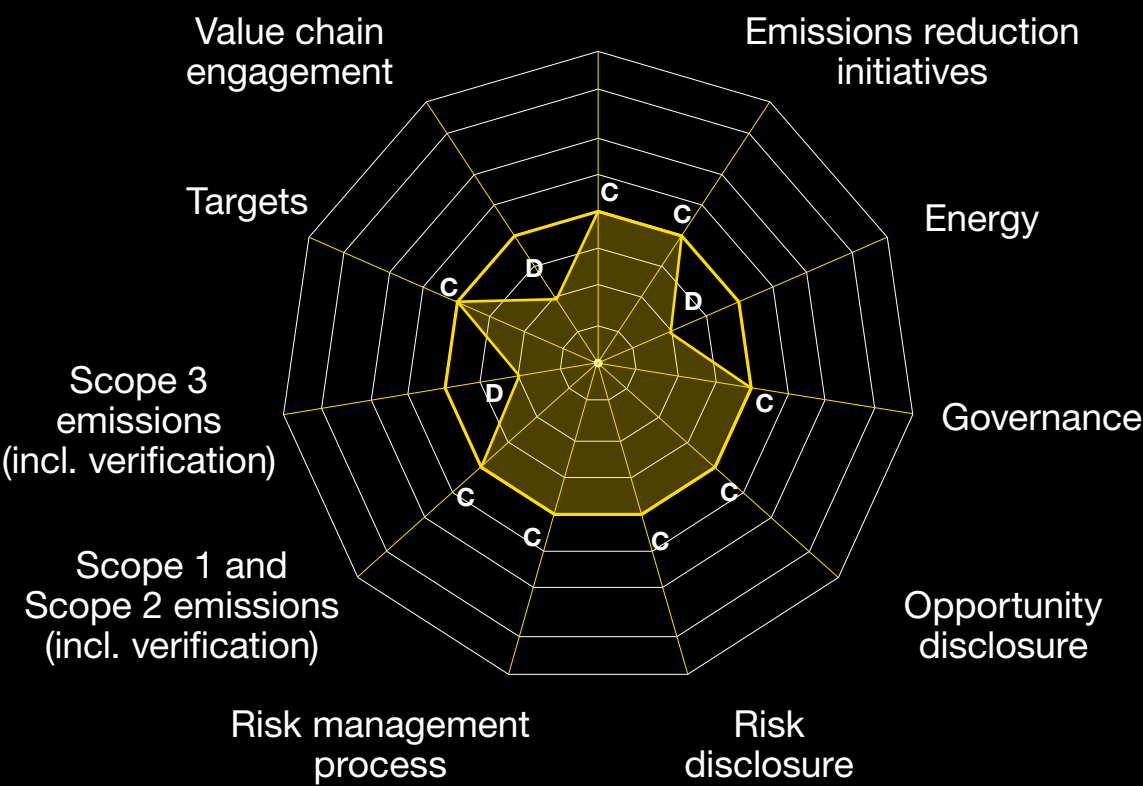 Value chain
engagement
Emissions reduction
initiatives
Targets
C
C
Energy
D
C
D
Scope 3
emissions
(incl. verification)
D
C
Governance
C
C
C
C
Scope 1 and
Scope 2 emissions
(incl. verification)
Opportunity
disclosure
Risk management
process
Risk
disclosure